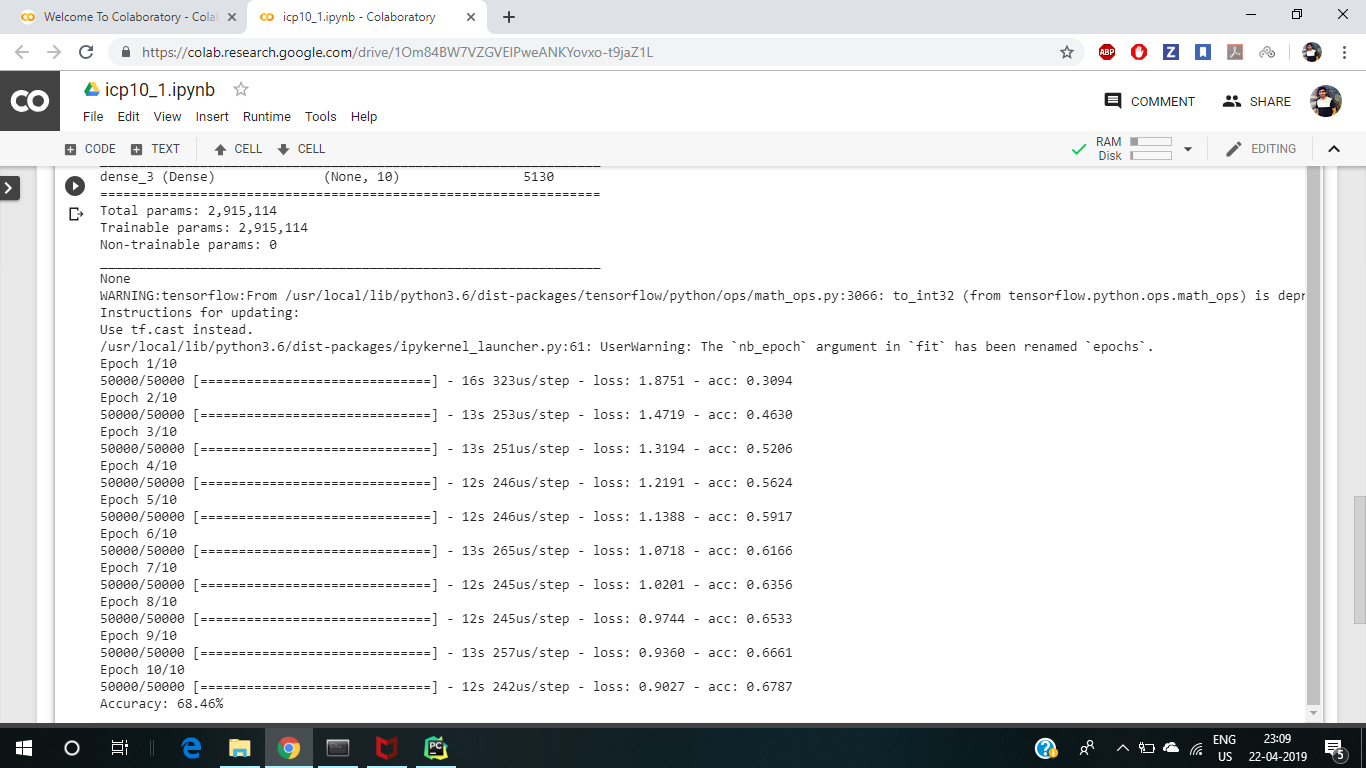 Welcome To Colaboratory - Cola
icp10_1.ipynb - Colaboratory
https://colab.research.google.com/drive/1Om84BW7VZGVEIPweANKYovxo-t9jaZ1L
ABP
Z
CO
icp10_1.ipynb
COMMENT
SHARE
File Edit View Insert Runtime Tools Help
CODE TEXT CELL CELL
RAM
Disk
EDITING
dense_3 (Dense) (None, 10) 5130
=================================================================
Total params: 2,915,114
Trainable params: 2,915,114
Non-trainable params: 0
_________________________________________________________________
None
WARNING:tensorflow:From /usr/local/lib/python3.6/dist-packages/tensorflow/python/ops/math_ops.py:3066: to_int32 (from tensorflow.python.ops.math_ops) is depr
Instructions for updating:
Use tf.cast instead.
/usr/local/lib/python3.6/dist-packages/ipykernel_launcher.py:61: UserWarning: The `nb_epoch` argument in `fit` has been renamed `epochs`.
Epoch 1/10
50000/50000 [==============================] - 16s 323us/step - loss: 1.8751 - acc: 0.3094
Epoch 2/10
50000/50000 [==============================] - 13s 253us/step - loss: 1.4719 - acc: 0.4630
Epoch 3/10
50000/50000 [==============================] - 13s 251us/step - loss: 1.3194 - acc: 0.5206
Epoch 4/10
50000/50000 [==============================] - 12s 246us/step - loss: 1.2191 - acc: 0.5624
Epoch 5/10
50000/50000 [==============================] - 12s 246us/step - loss: 1.1388 - acc: 0.5917
Epoch 6/10
50000/50000 [==============================] - 13s 265us/step - loss: 1.0718 - acc: 0.6166
Epoch 7/10
50000/50000 [==============================] - 12s 245us/step - loss: 1.0201 - acc: 0.6356
Epoch 8/10
50000/50000 [==============================] - 12s 245us/step - loss: 0.9744 - acc: 0.6533
Epoch 9/10
50000/50000 [==============================] - 13s 257us/step - loss: 0.9360 - acc: 0.6661
Epoch 10/10
50000/50000 [==============================] - 12s 242us/step - loss: 0.9027 - acc: 0.6787
Accuracy: 68.46%
PC
ENG
US
23:09
22-04-2019
5